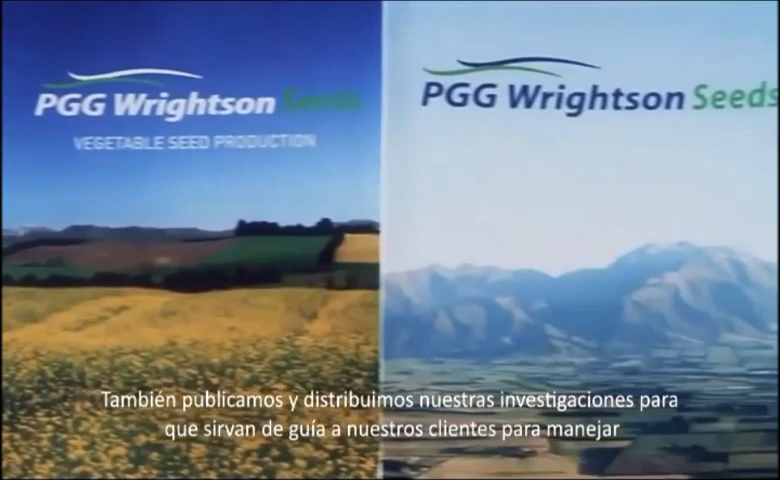 PGG Wrightson Seeds
VEGETABLE SEED PRODUCTION
PGG Wrightson Seeds
También publicamos y distribuimos nuestras investigaciones para
que sirvan de guía a nuestros clientes para manejar